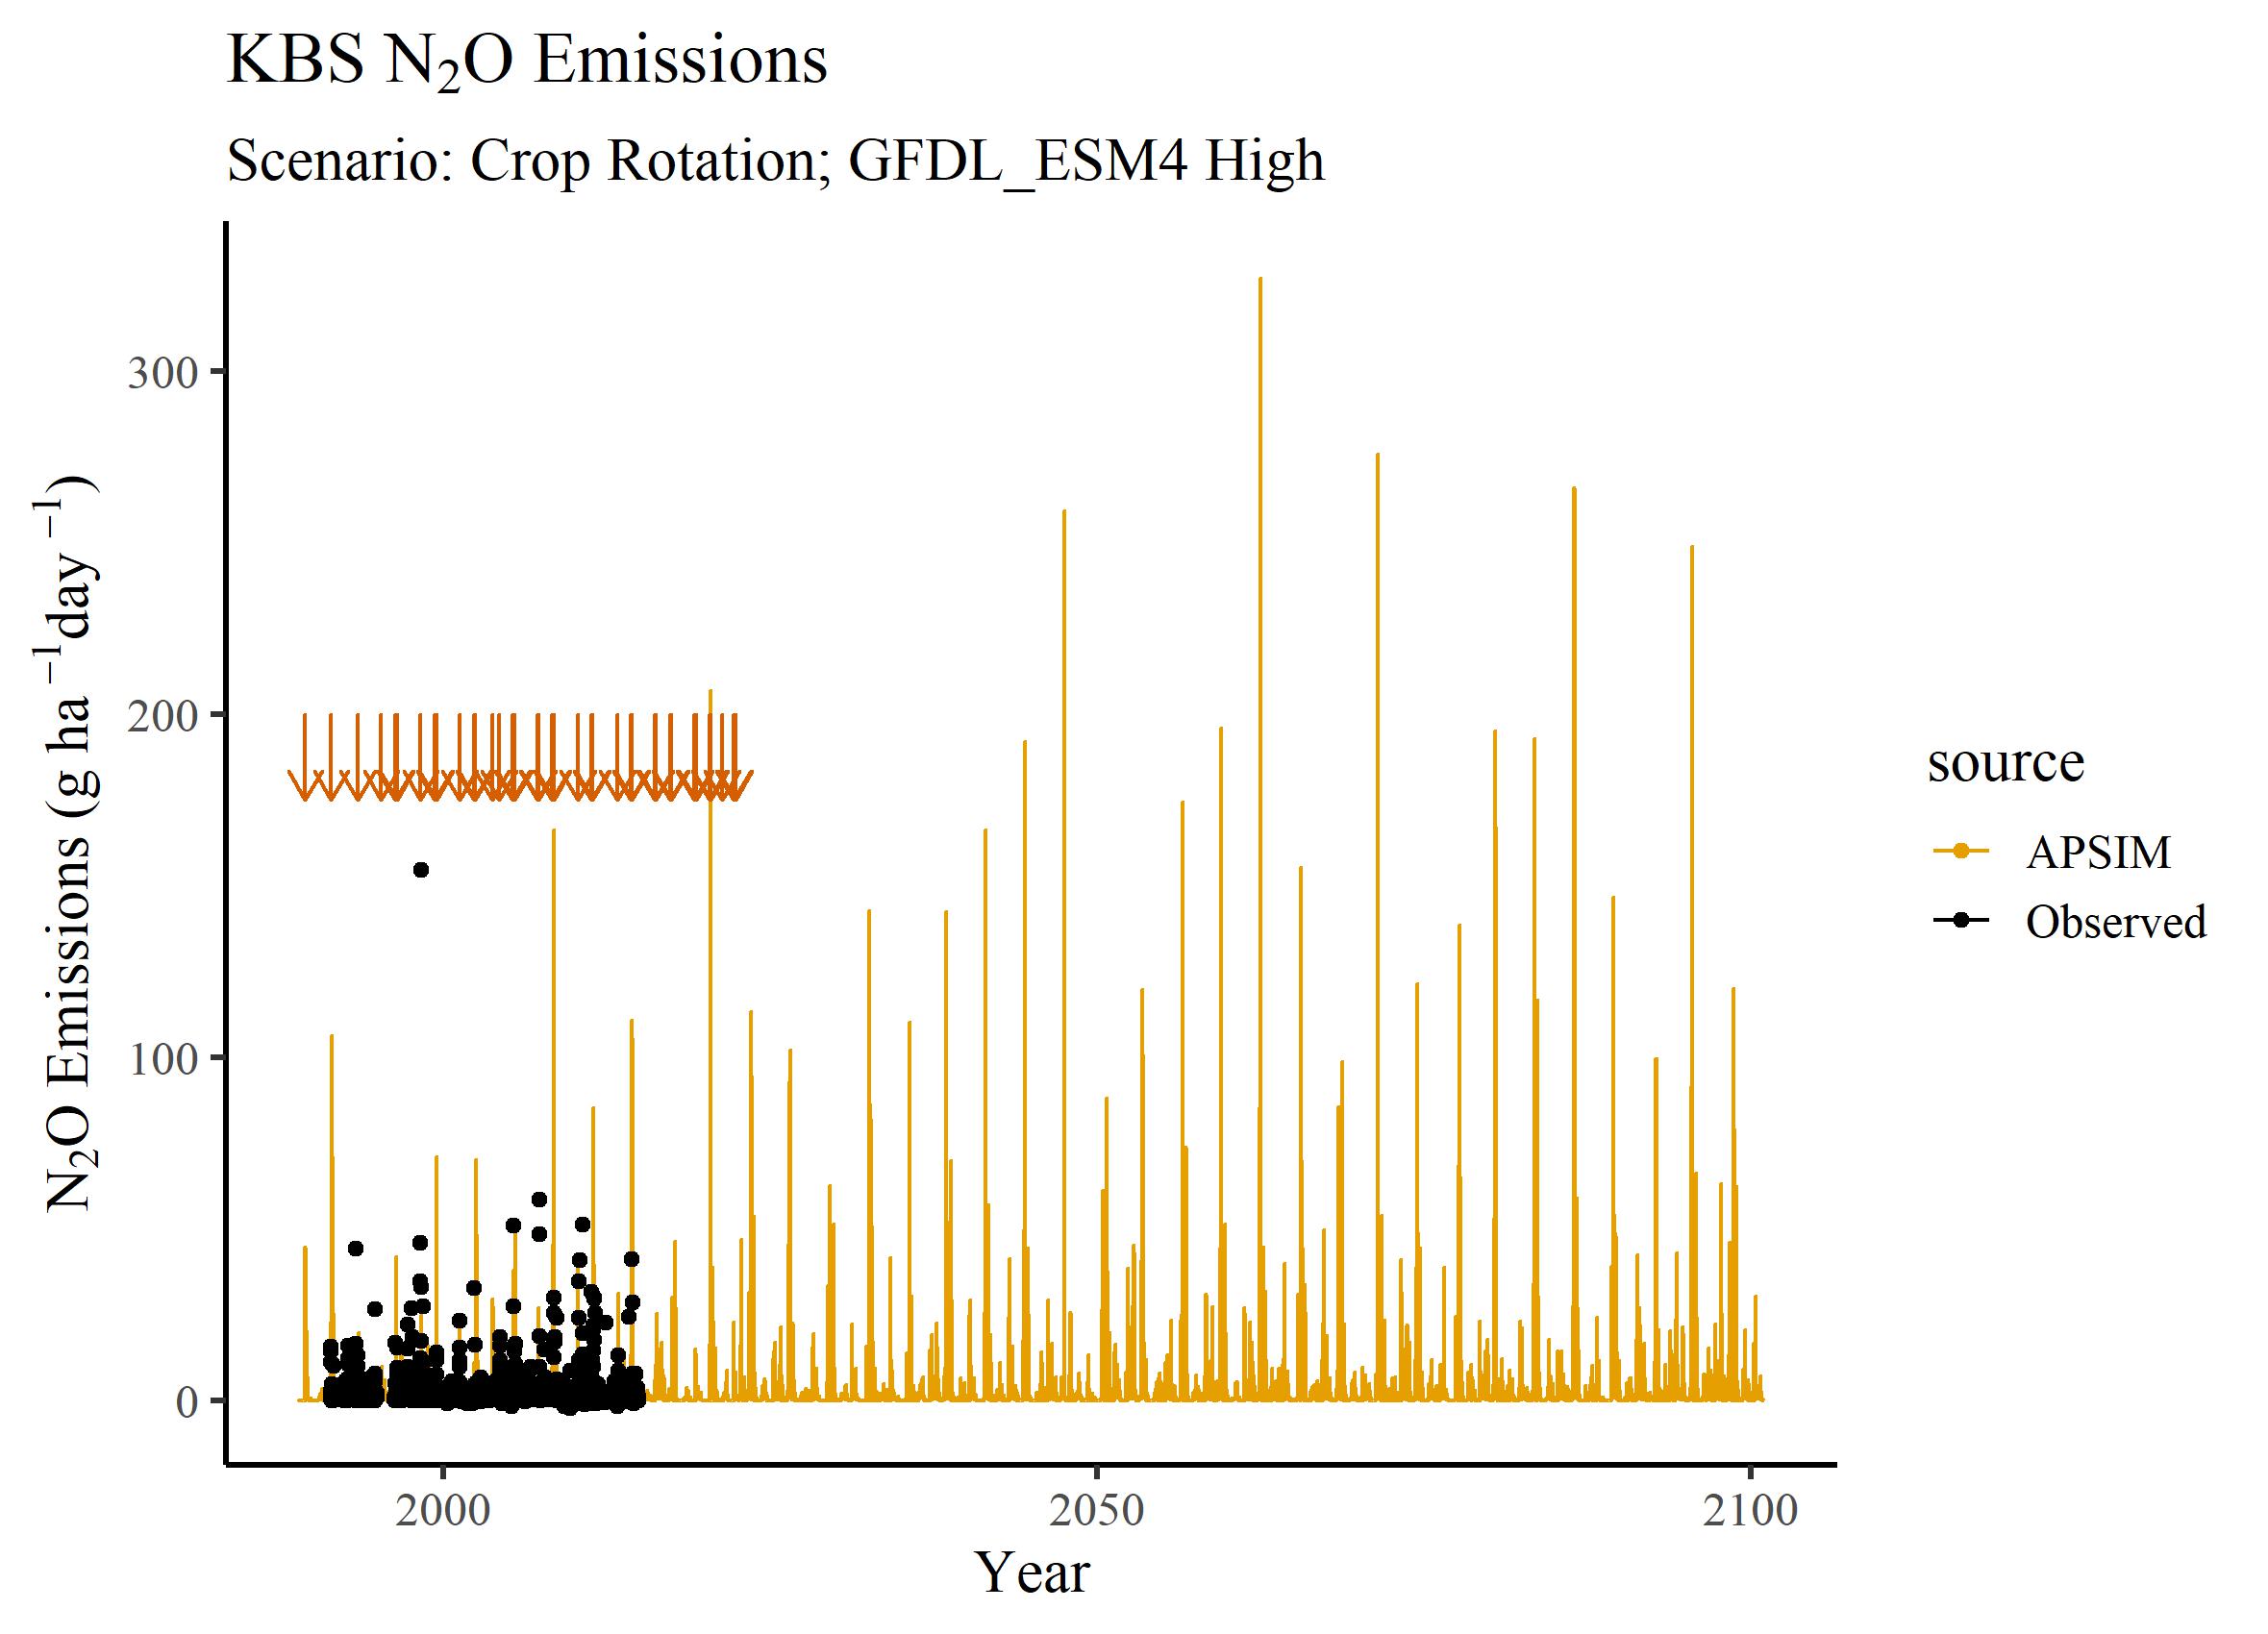 KBS N₂O Emissions
Scenario: Crop Rotation; GFDL_ESM4 High
N₂O Emissions (g ha ⁻¹day ⁻¹)
300
200
100
0
2000
2050
2100
Year
source
APSIM
Observed